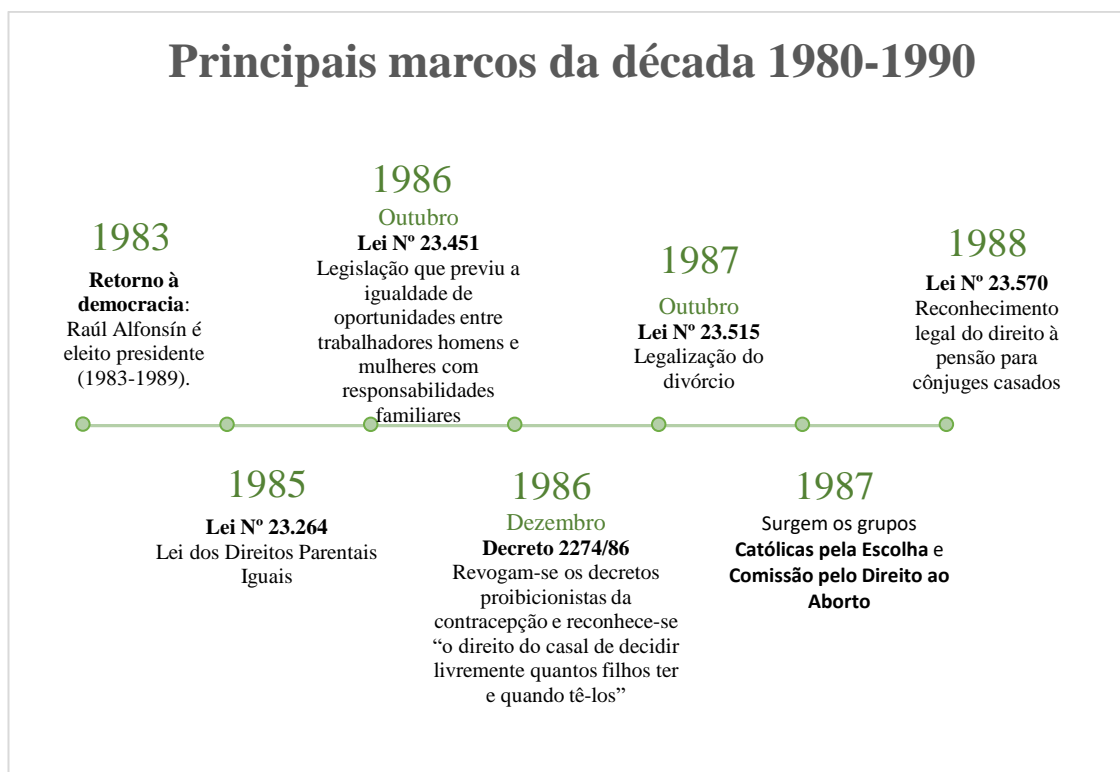 Principais marcos da década 1980-1990
1983
Retorno à
democracia:
Raúl Alfonsín é
eleito presidente
(1983-1989).
1985
Lei Nº 23.264
Lei dos Direitos Parentais
Iguais
1986
Outubro
Lei Nº 23.451
Legislação que previu a
igualdade de
oportunidades entre
trabalhadores homens e
mulheres com
responsabilidades
familiares
1986
Dezembro
Decreto 2274/86
Revogam-se os decretos
proibicionistas da
contracepção e reconhece-se
“o direito do casal de decidir
livremente quantos filhos ter
e quando tê-los”
1987
Outubro
Lei Nº 23.515
Legalização do
divórcio
1987
Surgem os grupos
Católicas pela Escolha e
Comissão pelo Direito ao
Aborto
1988
Lei Nº 23.570
Reconhecimento
legal do direito à
pensão para
cônjuges casados